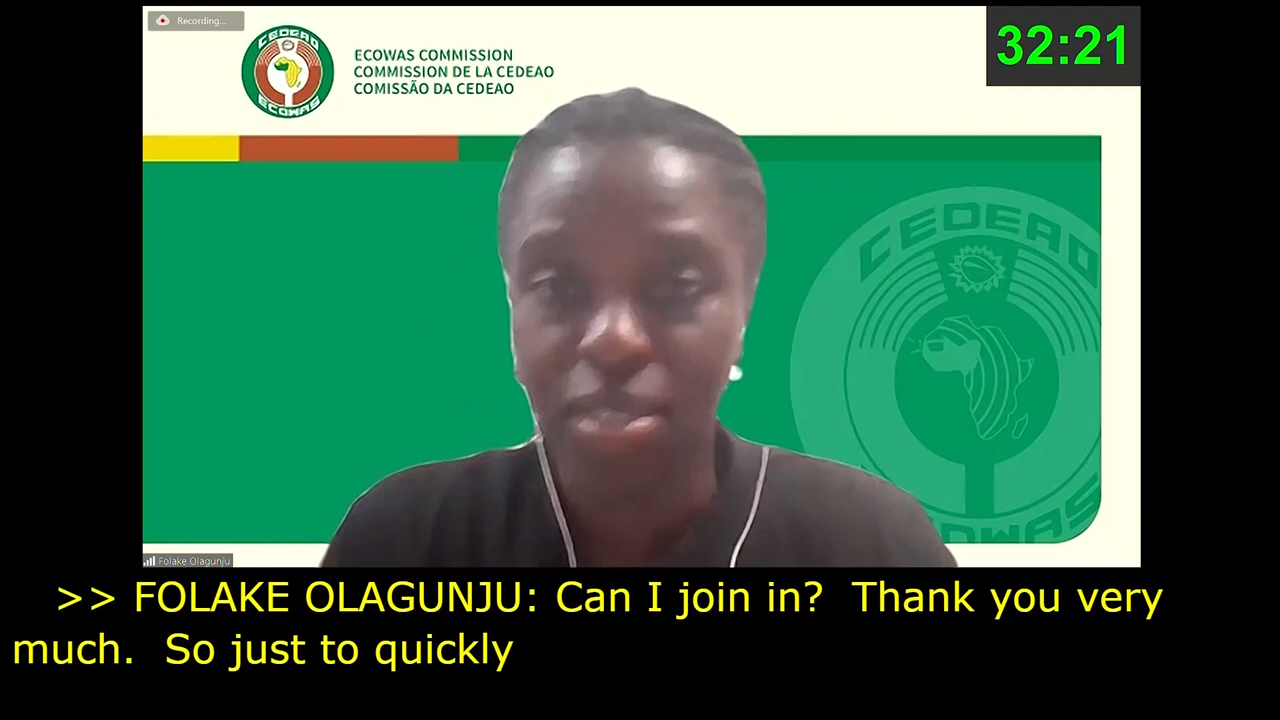 Recording...
CEDEAO
ECOWAS
ECOWAS COMMISSION
COMMISSION DE LA CEDEAO
COMISSÃO DA CEDEAO
32:21
CEDEAO
ECOWAS
Folake Olagunju
>> FOLAKE OLAGUNJU: Can I join in?  Thank you very
much.  So just to quickly